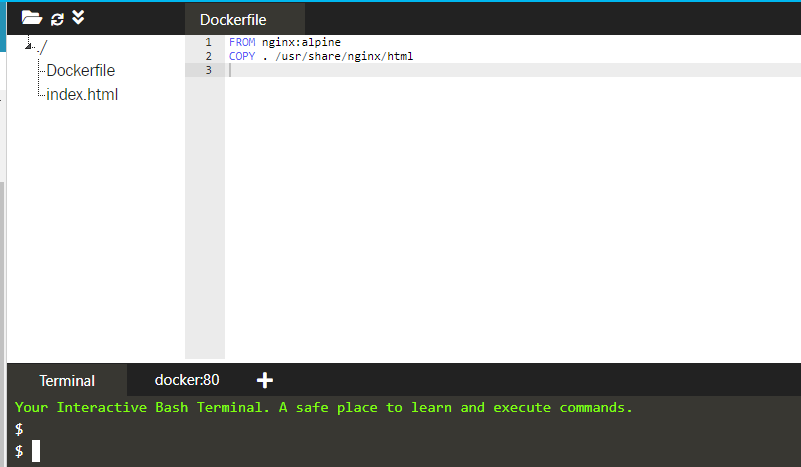 Dockerfile
./
Dockerfile
index.html
1 FROM nginx:alpine
2 COPY . /usr/share/nginx/html
3
Terminal docker:80
Your Interactive Bash Terminal. A safe place to learn and execute commands.
$
$